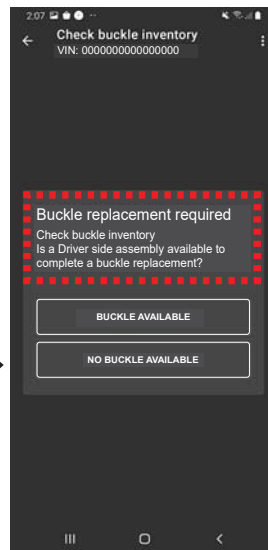 2:07
Check buckle inventory
VIN: 0000000000000000
Buckle replacement required
Check buckle inventory
Is a Driver side assembly available to
complete a buckle replacement?
BUCKLE AVAILABLE
NO BUCKLE AVAILABLE